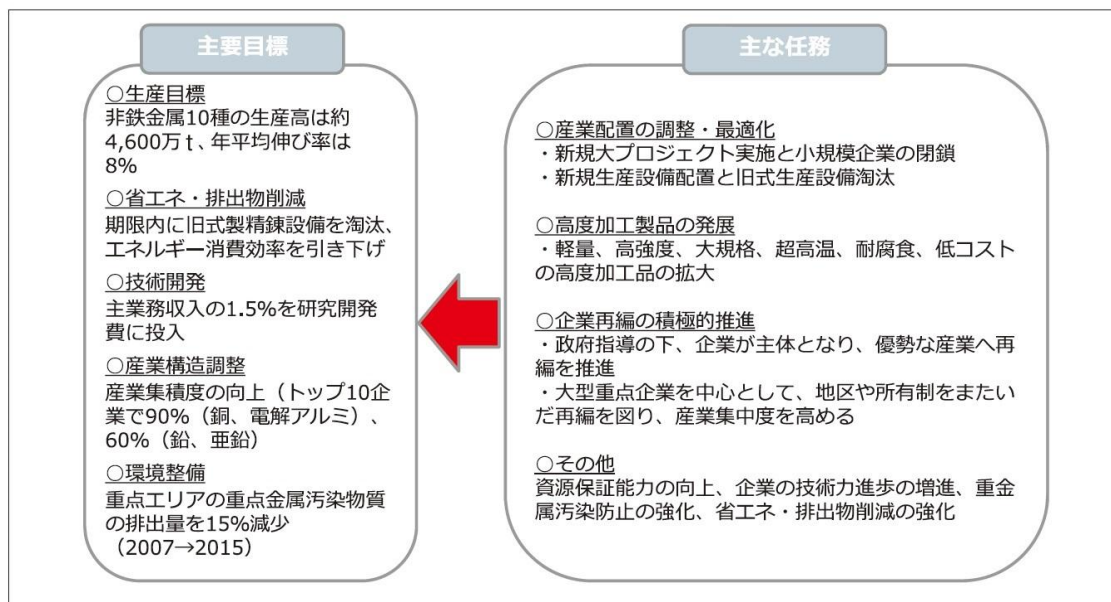 主要目標
○生産目標
非鉄金属10種の生産高は約
4,600万t、年平均伸び率は
8%
○省エネ・排出物削減
期限内に旧式製精錬設備を淘汰、
エネルギー消費効率を引き下げ
○技術開発
主業務収入の1.5%を研究開発
費に投入
○産業構造調整
産業集積度の向上（トップ10企
業で90%（銅、電解アルミ）、
60%（鉛、亜鉛）
○環境整備
重点エリアの重点金属汚染物質
の排出量を15%減少
（2007→2015）
主な任務
○産業配置の調整・最適化
・新規大プロジェクト実施と小規模企業の閉鎖
・新規生産設備配置と旧式生産設備淘汰
○高度加工製品の発展
・軽量、高強度、大規格、超高温、耐腐食、低コスト
の高度加工品の拡大
○企業再編の積極的推進
・政府指導の下、企業が主体となり、優勢な産業へ再
編を推進
・大型重点企業を中心として、地区や所有制をまたい
だ再編を図り、産業集中度を高める
○その他
資源保証能力の向上、企業の技術力進歩の増進、重金
属汚染防止の強化、省エネ・排出物削減の強化